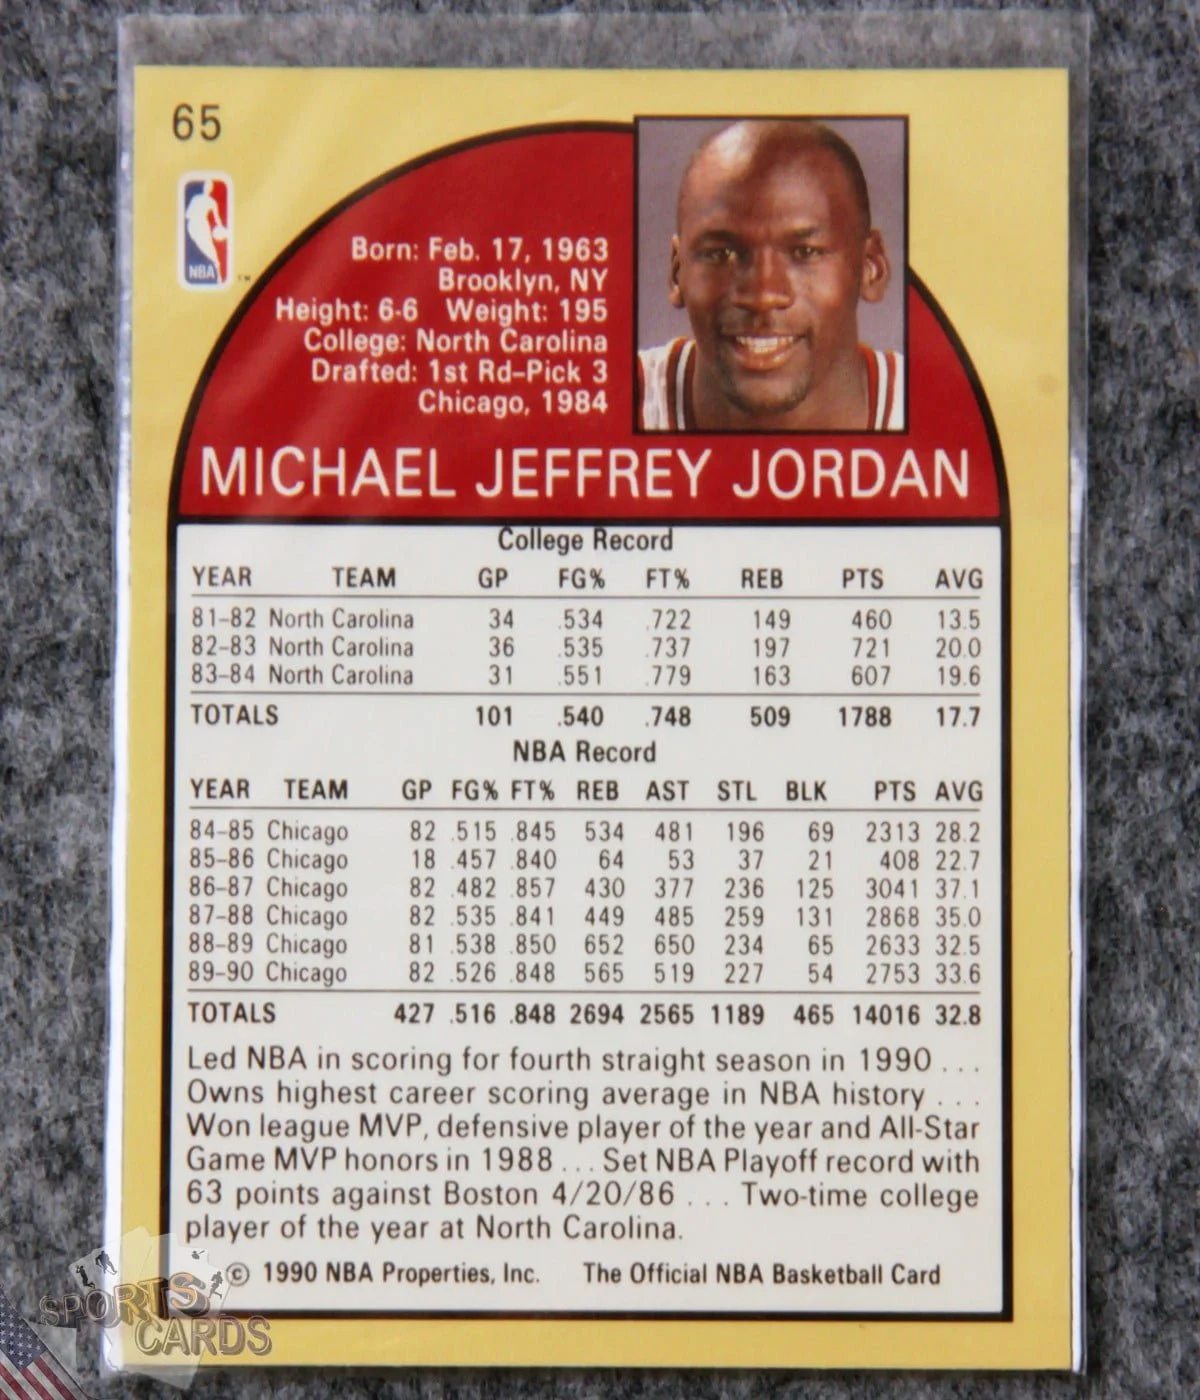 65
NBA
™
Born: Feb. 17, 1963
Brooklyn, NY
Height: 6-6 Weight: 195
College: North Carolina
Drafted: 1st Rd–Pick 3
Chicago, 1984
MICHAEL JEFFREY JORDAN
College Record
YEAR TEAM GP FG% FT% REB PTS AVG
81–82 North Carolina 34 .534 .722 149 460 13.5
82–83 North Carolina 36 .535 .737 197 721 20.0
83–84 North Carolina 31 .551 .779 163 607 19.6
TOTALS 101 .540 .748 509 1788 17.7
NBA Record
YEAR TEAM GP FG% FT% REB AST STL BLK PTS AVG
84–85 Chicago 82 .515 .845 534 481 196 69 2313 28.2
85–86 Chicago 18 .457 .840 64 53 37 21 408 22.7
86–87 Chicago 82 .482 .857 430 377 236 125 3041 37.1
87–88 Chicago 82 .535 .841 449 485 259 131 2868 35.0
88–89 Chicago 81 .538 .850 652 650 234 65 2633 32.5
89–90 Chicago 82 .526 .848 565 519 227 54 2753 33.6
TOTALS 427 .516 .848 2694 2565 1189 465 14016 32.8
Led NBA in scoring for fourth straight season in 1990 . . .
Owns highest career scoring average in NBA history . . .
Won league MVP, defensive player of the year and All-Star
Game MVP honors in 1988 . . . Set NBA Playoff record with
63 points against Boston 4/20/86 . . . Two-time college
player of the year at North Carolina.
© 1990 NBA Properties, Inc. The Official NBA Basketball Card
SPORTS
CARDS